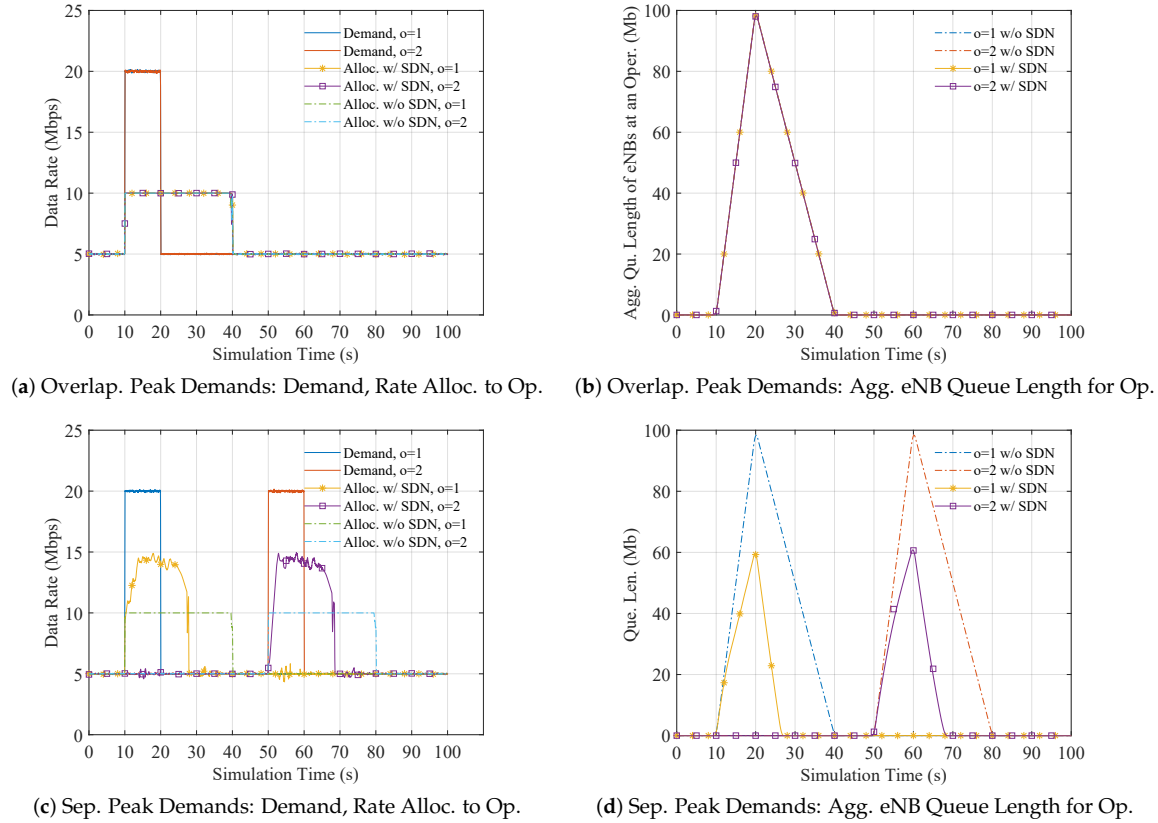 25
20
15
10
5
0
0 10 20 30 40 50 60 70 80 90 100
Data Rate (Mbps)
Simulation Time (s)
Demand, o=1
Demand, o=2
Alloc. w/ SDN, o=1
Alloc. w/ SDN, o=2
Alloc. w/o SDN, o=1
Alloc. w/o SDN, o=2
(a) Overlap. Peak Demands: Demand, Rate Alloc. to Op.
100
80
60
40
20
0
0 10 20 30 40 50 60 70 80 90 100
Agg. Qu. Length of eNBs at an Oper. (Mb)
Simulation Time (s)
o=1 w/o SDN
o=2 w/o SDN
o=1 w/ SDN
o=2 w/ SDN
(b) Overlap. Peak Demands: Agg. eNB Queue Length for Op.
25
20
15
10
5
0
0 10 20 30 40 50 60 70 80 90 100
Data Rate (Mbps)
Simulation Time (s)
Demand, o=1
Demand, o=2
Alloc. w/ SDN, o=1
Alloc. w/ SDN, o=2
Alloc. w/o SDN, o=1
Alloc. w/o SDN, o=2
(c) Sep. Peak Demands: Demand, Rate Alloc. to Op.
100
80
60
40
20
0
0 10 20 30 40 50 60 70 80 90 100
Que. Len. (Mb)
Simulation Time (s)
o=1 w/o SDN
o=2 w/o SDN
o=1 w/ SDN
o=2 w/ SDN
(d) Sep. Peak Demands: Agg. eNB Queue Length for Op.